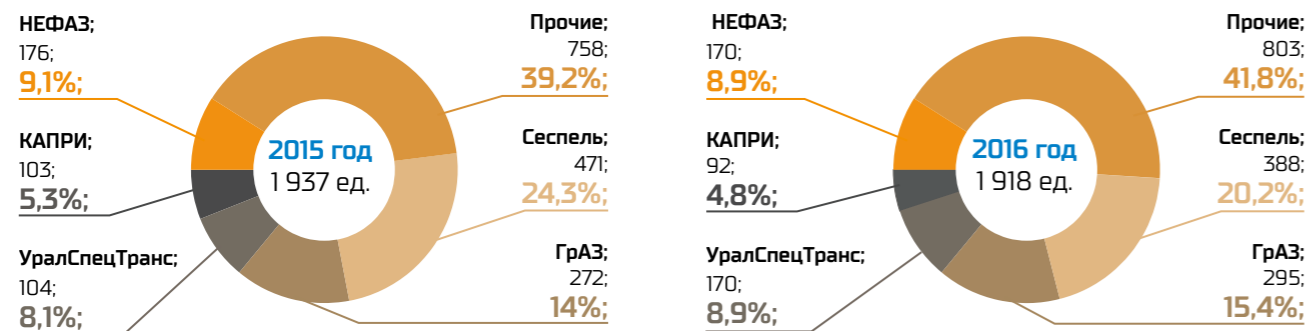 НЕФАЗ;
176;
9,1%;
КАПРИ;
103;
5,3%;
УралСпецТранс;
104;
8,1%;
2015 год
1 937 ед.
Прочие;
758;
39,2%;
Сеспель;
471;
24,3%;
ГрАЗ;
272;
14%;
НЕФАЗ;
170;
8,9%;
КАПРИ;
92;
4,8%;
УралСпецТранс;
170;
8,9%;
2016 год
1 918 ед.
Прочие;
803;
41,8%;
Сеспель;
388;
20,2%;
ГрАЗ;
295;
15,4%;